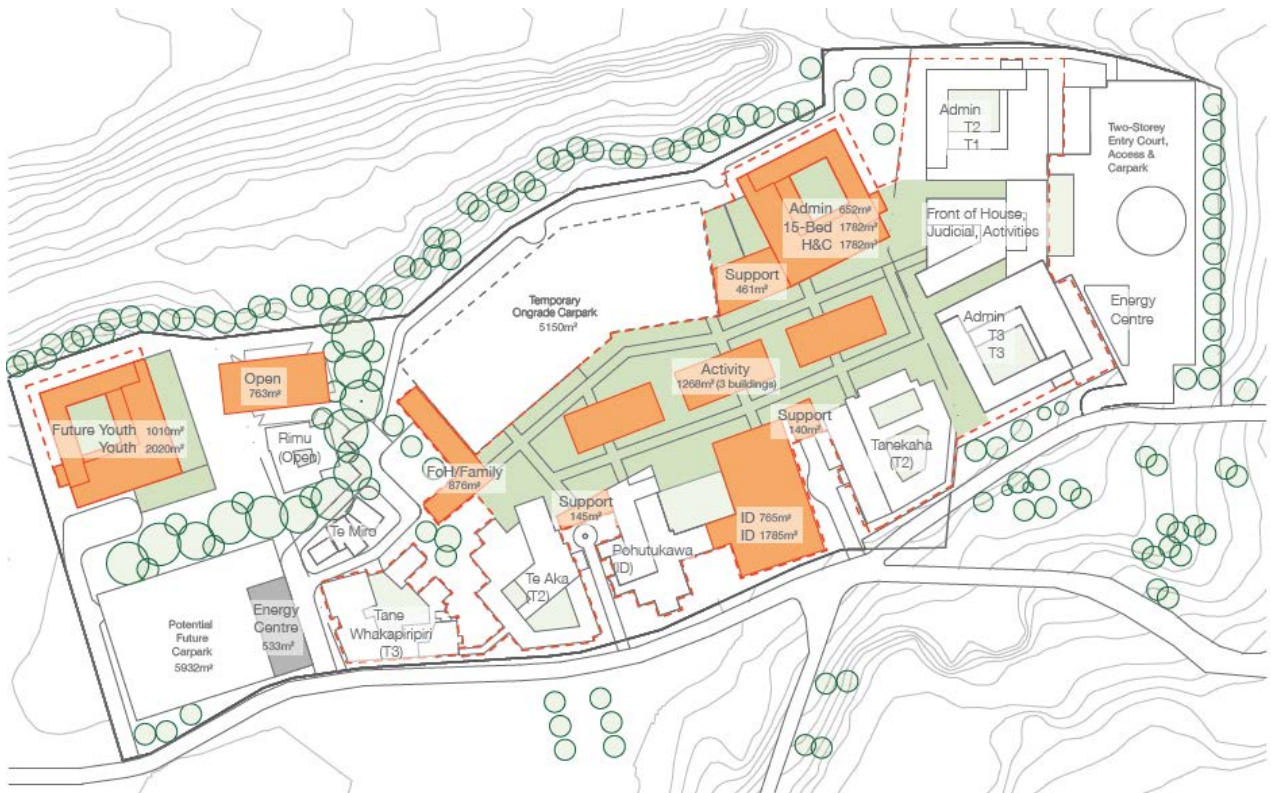 Admin
T2
T1
Two-Storey
Entry Court,
Access &
Carpark
Admin 652m²
15-Bed 1782m²
H&C 1782m²
Front of House,
Judicial, Activities
Support
461m²
Temporary
Ongrade Carpark
5150m²
Energy
Centre
Admin
T3
T3
Activity
1268m² (3 buildings)
Open
763m²
Future Youth 1010m²
Youth 2020m²
Rimu
(Open)
Support
140m²
Tanekaha
(T2)
FoH/Family
876m²
Support
145m²
ID 765m²
ID 1785m²
Te Miro
Pohutukawa
(ID)
Te Aka
(T2)
Energy
Centre
533m²
Tane
Whakapiripiri
(T3)
Potential
Future
Carpark
5932m²